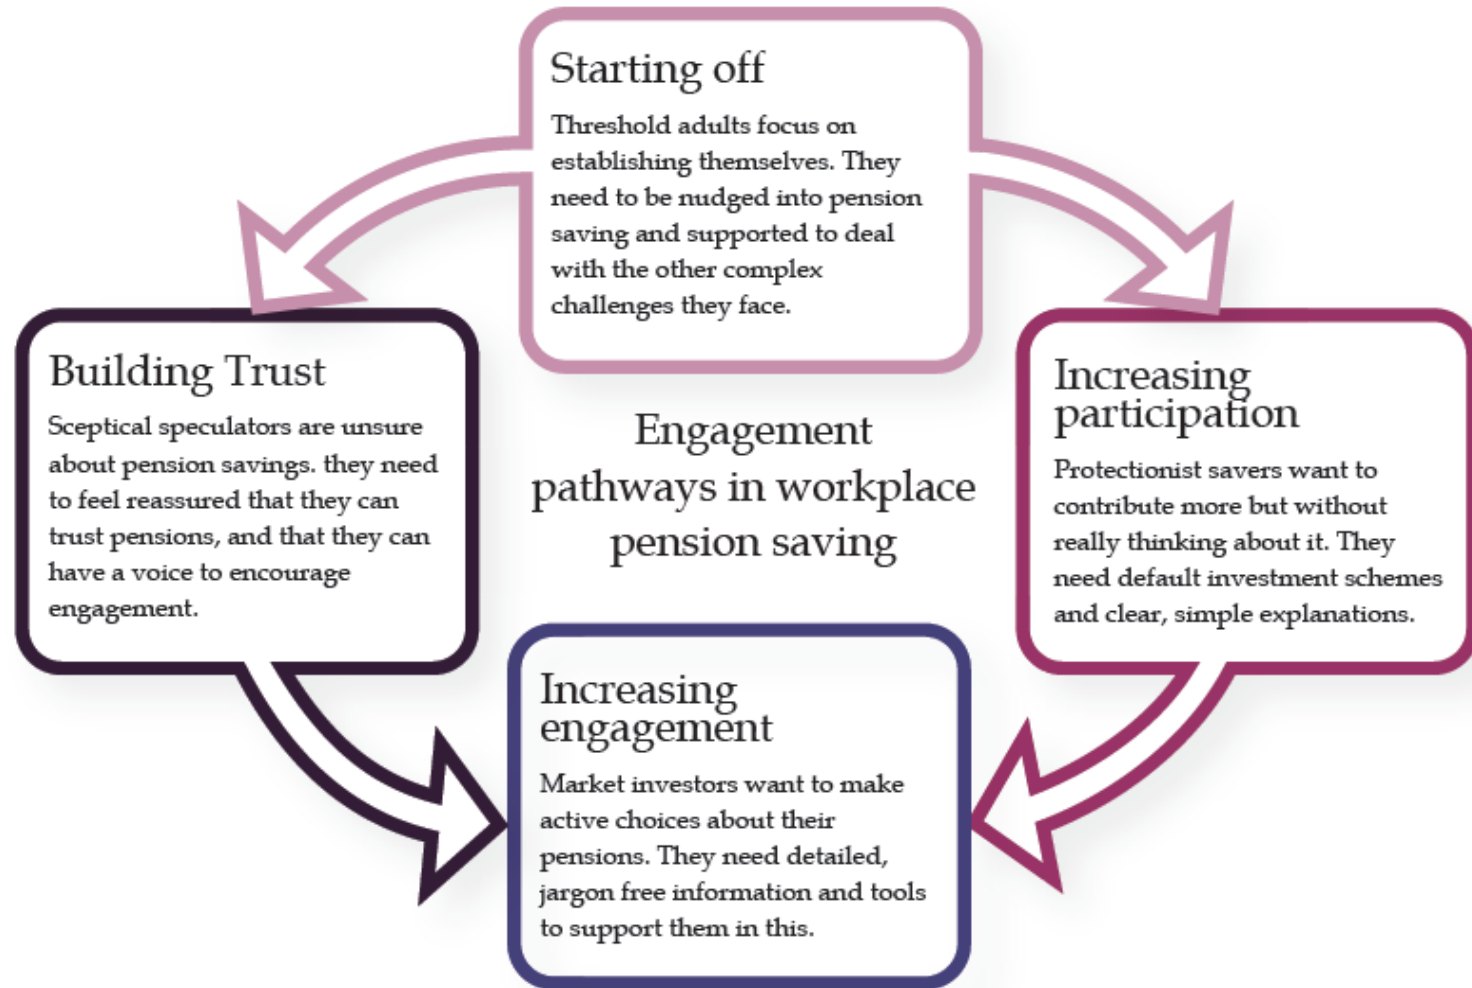 Starting off
Threshold adults focus on
establishing themselves. They
need to be nudged into pension
saving and supported to deal
with the other complex
challenges they face.
Building Trust
Sceptical speculators are unsure
about pension savings. they need
to feel reassured that they can
trust pensions, and that they can
have a voice to encourage
engagement.
Engagement
pathways in workplace
pension saving
Increasing
participation
Protectionist savers want to
contribute more but without
really thinking about it. They
need default investment schemes
and clear, simple explanations.
Increasing
engagement
Market investors want to make
active choices about their
pensions. They need detailed,
jargon free information and tools
to support them in this.